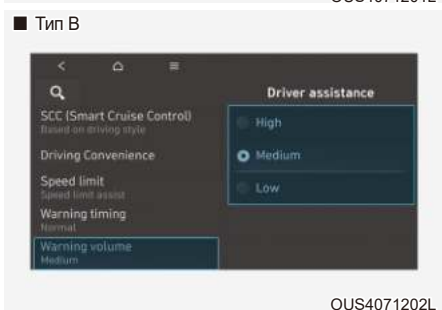 ■ Тип B
Driver assistance
SCC (Smart Cruise Control)
Based on driving style
Driving Convenience
Speed limit
Speed limit assist
Warning timing
Normal
Warning volume
Medium
High
Medium
Low
OUS4071202L